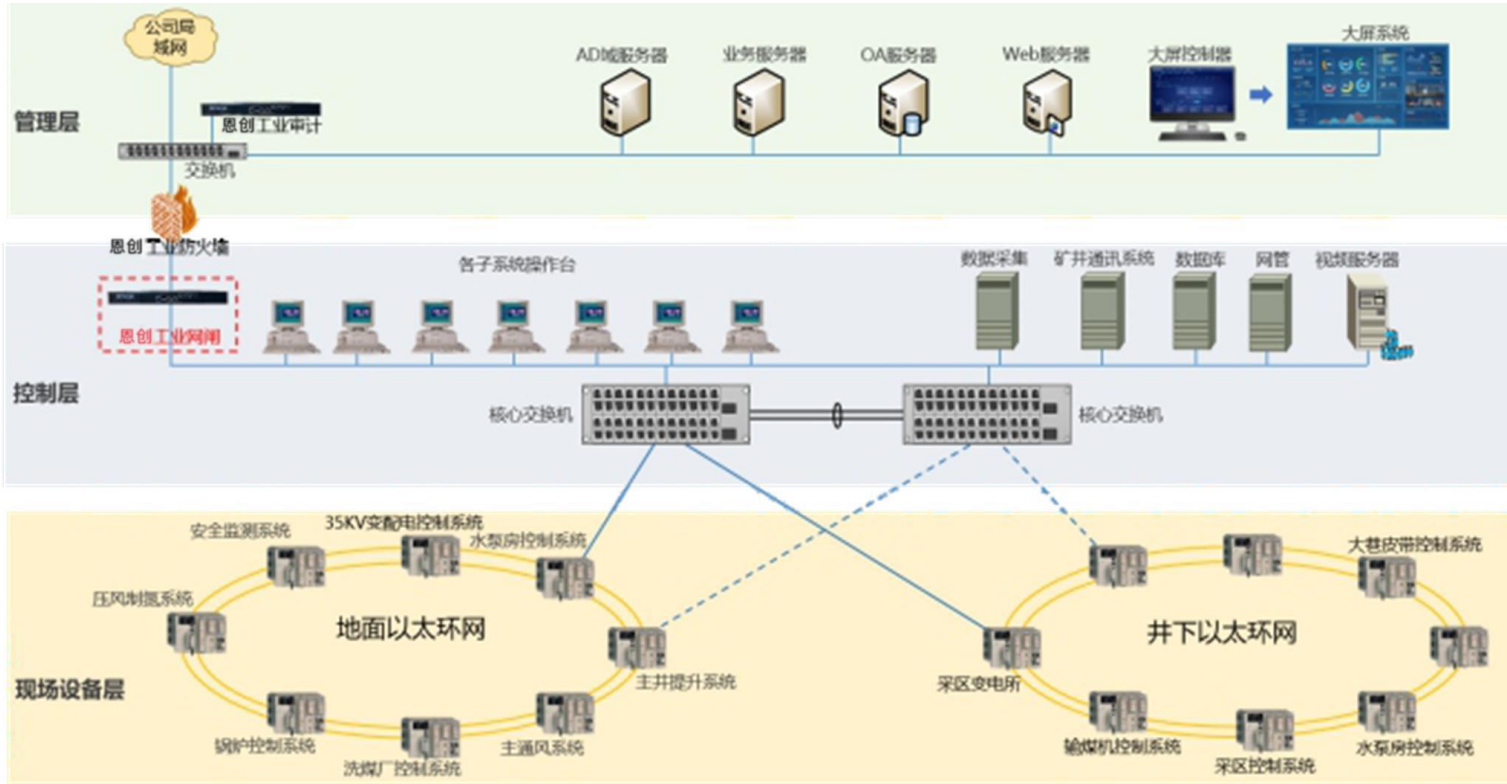 公司局
域网
恩创工业审计
管理层
交换机
AD域服务器
业务服务器
OA服务器
Web服务器
大屏控制器
大屏系统
恩创工业防火墙
恩创工业网闸
各子系统操作台
数据采集
矿井通讯系统
数据库
网管
视频服务器
控制层
核心交换机
核心交换机
安全监测系统
35KV变配电控制系统
水泵房控制系统
大巷皮带控制系统
压风制氮系统
地面以太环网
井下以太环网
现场设备层
主井提升系统
采区变电所
锅炉控制系统
洗煤厂控制系统
主通风系统
输煤机控制系统
采区控制系统
水泵房控制系统